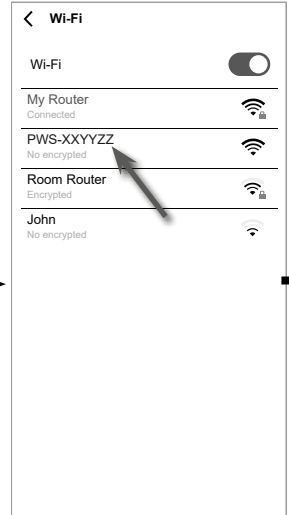 Wi-Fi
Wi-Fi
My Router
Connected
PWS-XXYYZZ
No encrypted
Room Router
Encrypted
John
No encrypted